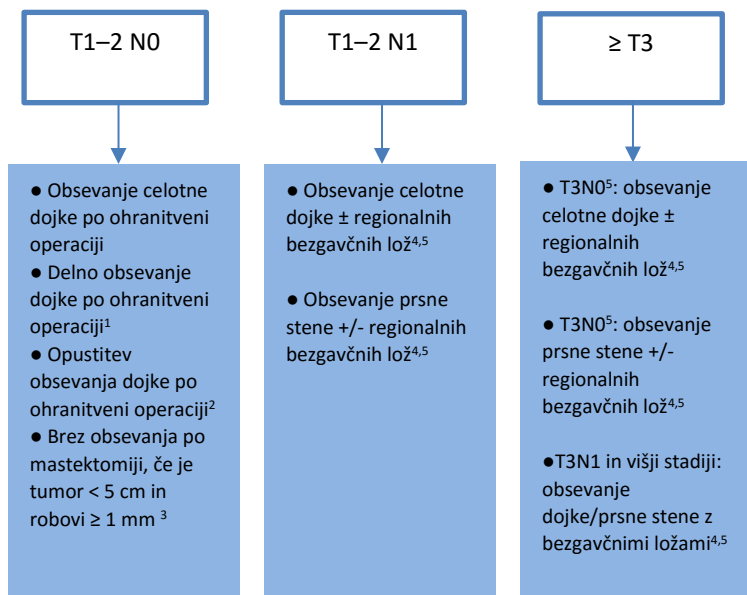 T1–2 N0
● Obsevanje celotne
dojke po ohranitveni
operaciji
● Delno obsevanje
dojke po ohranitveni
operaciji¹
● Opustitev
obsevanja dojke po
ohranitveni operaciji²
● Brez obsevanja po
mastektomiji, če je
tumor < 5 cm in
robovi ≥ 1 mm ³
T1–2 N1
● Obsevanje celotne
dojke ± regionalnih
bezgavčnih lož⁴,⁵
● Obsevanje prsne
stene +/- regionalnih
bezgavčnih lož⁴,⁵
≥ T3
● T3N0⁵: obsevanje
celotne dojke ±
regionalnih
bezgavčnih lož⁴,⁵
● T3N0⁵: obsevanje
prsne stene +/-
regionalnih
bezgavčnih lož⁴,⁵
●T3N1 in višji stadiji:
obsevanje
dojke/prsne stene z
bezgavčnimi ložami⁴,⁵